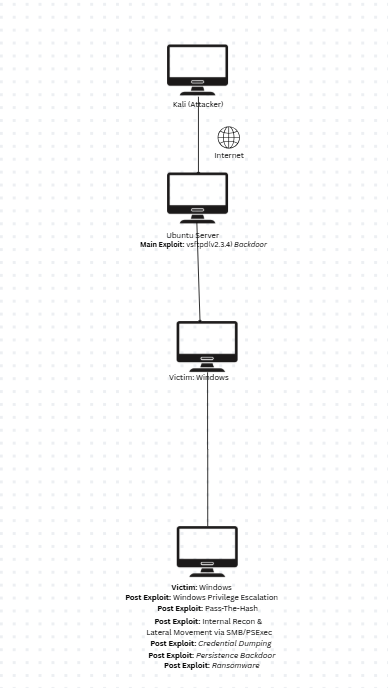 Kali (Attacker)
Internet
Ubuntu Server
Main Exploit: vsftpd(v2.3.4) Backdoor
Victim: Windows
Victim: Windows
Post Exploit: Windows Privilege Escalation
Post Exploit: Pass-The-Hash
Post Exploit: Internal Recon &
Lateral Movement via SMB/PSExec
Post Exploit: Credential Dumping
Post Exploit: Persistence Backdoor
Post Exploit: Ransomware